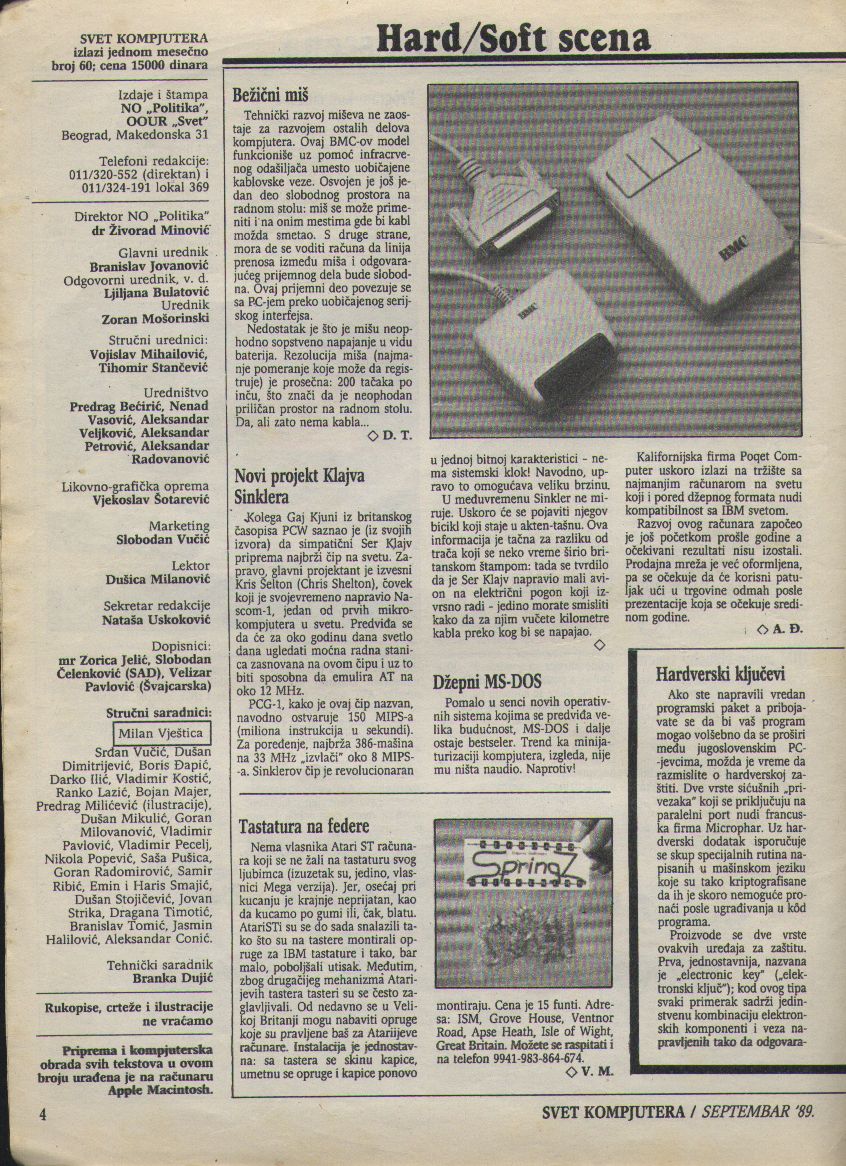 SVET KOMPJUTERA
izlazi jednom mesečno
broj 60; cena 15000 dinara
Izdaje i štampa
NO „Politika“,
OOUR „Svet“
Beograd, Makedonska 31
Telefoni redakcije:
011/320-552 (direktan) i
011/324-191 lokal 369
Direktor NO „Politika“
dr Živorad Minović
Glavni urednik
Branislav Jovanović
Odgovorni urednik, v. d.
Ljiljana Bulatović
Urednik
Zoran Mošorinski
Stručni urednici:
Vojislav Mihailović,
Tihomir Stančević
Uredništvo
Predrag Bećirić, Nenad
Vasović, Aleksandar
Veljković, Aleksandar
Petrović, Aleksandar
Radovanović
Likovno-grafička oprema
Vjekoslav Šotarević
Marketing
Slobodan Vučić
Lektor
Dušica Milanović
Sekretar redakcije
Nataša Uskoković
Dopisnici:
mr Zorica Jelić, Slobodan
Čelenković (SAD), Velizar
Pavlović (Švajcarska)
Stručni saradnici:
Milan Vještica
Srđan Vučić, Dušan
Dimitrijević, Boris Đapić,
Darko Ilić, Vladimir Kostić,
Ranko Lazić, Bojan Majer,
Predrag Milićević (ilustracije),
Dušan Mikulić, Goran
Milovanović, Vladimir
Pavlović, Vladimir Pecelj,
Nikola Popević, Saša Pušica,
Goran Radomirović, Samir
Ribić, Emin i Haris Smajić,
Dušan Stojičević, Jovan
Strika, Dragana Timotić,
Branislav Tomić, Jasmin
Halilović, Aleksandar Conić.
Tehnički saradnik
Branka Dujić
Rukopise, crteže i ilustracije
ne vraćamo
Priprema i kompjuterska
obrada svih tekstova u ovom
broju urađena je na računaru
Apple Macintosh.
Hard/Soft scena
Bežični miš
Tehnički razvoj miševa ne zaos-
taje za razvojem ostalih delova
kompjutera. Ovaj BMC-ov model
funkcioniše uz pomoć infracrve-
nog odašiljača umesto uobičajene
kablovske veze. Osvojen je još je-
dan deo slobodnog prostora na
radnom stolu: miš se može prime-
niti i na onim mestima gde bi kabl
možda smetao. S druge strane,
mora de se voditi računa da linija
prenosa između miša i odgovara-
jućeg prijemnog dela bude slobod-
na. Ovaj prijemni deo povezuje se
sa PC-jem preko uobičajenog serij-
skog interfejsa.
Nedostatak je što je mišu neop-
hodno sopstveno napajanje u vidu
baterija. Rezolucija miša (najma-
nje pomeranje koje može da regis-
truje) je prosečna: 200 tačaka po
inču, što znači da je neophodan
priličan prostor na radnom stolu.
Da, ali zato nema kabla...
◇ D. T.
BMC
BMC
Novi projekt Klajva
Sinklera
Kolega Gaj Kjuni iz britanskog
časopisa PCW saznao je (iz svojih
izvora) da simpatični Ser Klajv
priprema najbrži čip na svetu. Za-
pravo, glavni projektant je izvesni
Kris Šelton (Chris Shelton), čovek
koji je svojevremeno napravio Na-
scom-1, jedan od prvih mikro-
kompjutera u svetu. Predviđa se
da će za oko godinu dana svetlo
dana ugledati moćna radna stani-
ca zasnovana na ovom čipu i uz to
biti sposobna da emulira AT na
oko 12 MHz.
PCG-1, kako je ovaj čip nazvan,
navodno ostvaruje 150 MIPS-a
(miliona instrukcija u sekundi).
Za poređenje, najbrža 386-mašina
na 33 MHz „izvlači“ oko 8 MIPS-
-a. Sinklerov čip je revolucionaran
u jednoj bitnoj karakteristici - ne-
ma sistemski klok! Navodno, up-
ravo to omogućava veliku brzinu.
U međuvremenu Sinkler ne mi-
ruje. Uskoro će se pojaviti njegov
bicikl koji staje u akten-tašnu. Ova
informacija je tačna za razliku od
trača koji se neko vreme širio bri-
tanskom štampom: tada se tvrdilo
da je Ser Klajv napravio mali avi-
on na električni pogon koji iz-
vrsno radi - jedino morate smisliti
kako da za njim vučete kilometre
kabla preko kog bi se napajao.
◇
Džepni MS-DOS
Pomalo u senci novih operativ-
nih sistema kojima se predviđa ve-
lika budućnost, MS-DOS i dalje
ostaje bestseler. Trend ka minija-
turizaciji kompjutera, izgleda, nije
mu ništa naudio. Naprotiv!
Kalifornijska firma Poqet Com-
puter uskoro izlazi na tržište sa
najmanjim računarom na svetu
koji i pored džepnog formata nudi
kompatibilnost sa IBM svetom.
Razvoj ovog računara započeo
je još početkom prošle godine a
očekivani rezultati nisu izostali.
Prodajna mreža je već oformljena,
pa se očekuje da će korisni patu-
ljak ući u trgovine odmah posle
prezentacije koja se očekuje sredi-
nom godine.
◇ A. Đ.
Tastatura na federe
Nema vlasnika Atari ST računa-
ra koji se ne žali na tastaturu svog
ljubimca (izuzetak su, jedino, vlas-
nici Mega verzija). Jer, osećaj pri
kucanju je krajnje neprijatan, kao
da kucamo po gumi ili, čak, blatu.
AtariSTi su se do sada snalazili ta-
ko što su na tastere montirali op-
ruge za IBM tastature i tako, bar
malo, poboljšali utisak. Međutim,
zbog drugačijeg mehanizma Atari-
jevih tastera tasteri su se često za-
glavljivali. Od nedavno se u Veli-
koj Britanji mogu nabaviti opruge
koje su pravljene baš za Atariijeve
računare. Instalacija je jednostav-
na: sa tastera se skinu kapice,
umetnu se opruge i kapice ponovo
SpringZ
montiraju. Cena je 15 funti. Adre-
sa: ISM, Grove House, Ventnor
Road, Apse Heath, Isle of Wight,
Great Britain. Možete se raspitati i
na telefon 9941-983-864-674.
◇ V. M.
Hardverski ključevi
Ako ste napravili vredan
programski paket a priboja-
vate se da bi vaš program
mogao volšebno da se proširi
među jugoslovenskim PC-
-jevcima, možda je vreme da
razmislite o hardverskoj za-
štiti. Dve vrste sićušnih „pri-
vezaka“ koji se priključuju na
paralelni port nudi francus-
ka firma Microphar. Uz har-
dverski dodatak isporučuje
se skup specijalnih rutina na-
pisanih u mašinskom jeziku
koje su tako kriptografisane
da ih je skoro nemoguće pro-
naći posle ugrađivanja u kôd
programa.
Proizvode se dve vrste
ovakvih uređaja za zaštitu.
Prva, jednostavnija, nazvana
je „electronic key“ („elek-
tronski ključ“); kod ovog tipa
svaki primerak sadrži jedin-
stvenu kombinaciju elektron-
skih komponenti i veza na-
pravljenih tako da odgovara-
4
SVET KOMPJUTERA / SEPTEMBAR '89.